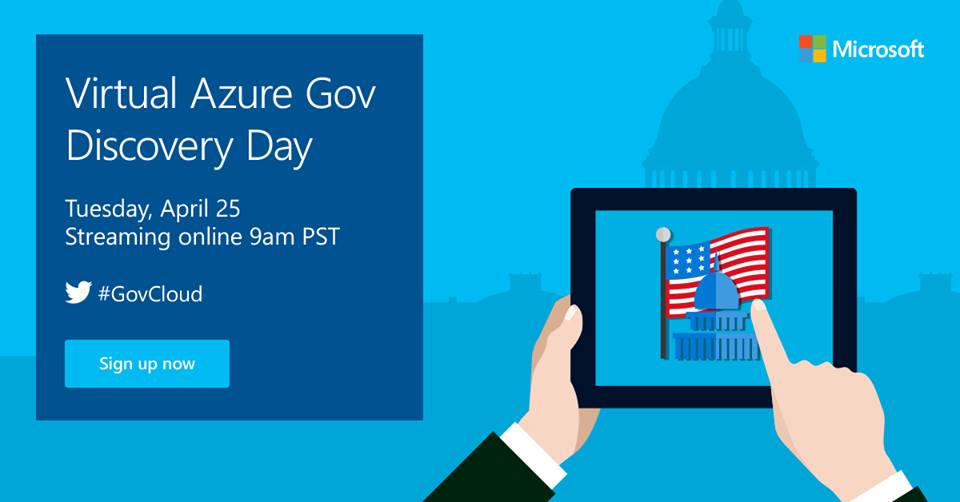 Virtual Azure Gov
Discovery Day
Tuesday, April 25
Streaming online 9am PST
#GovCloud
Sign up now
Microsoft